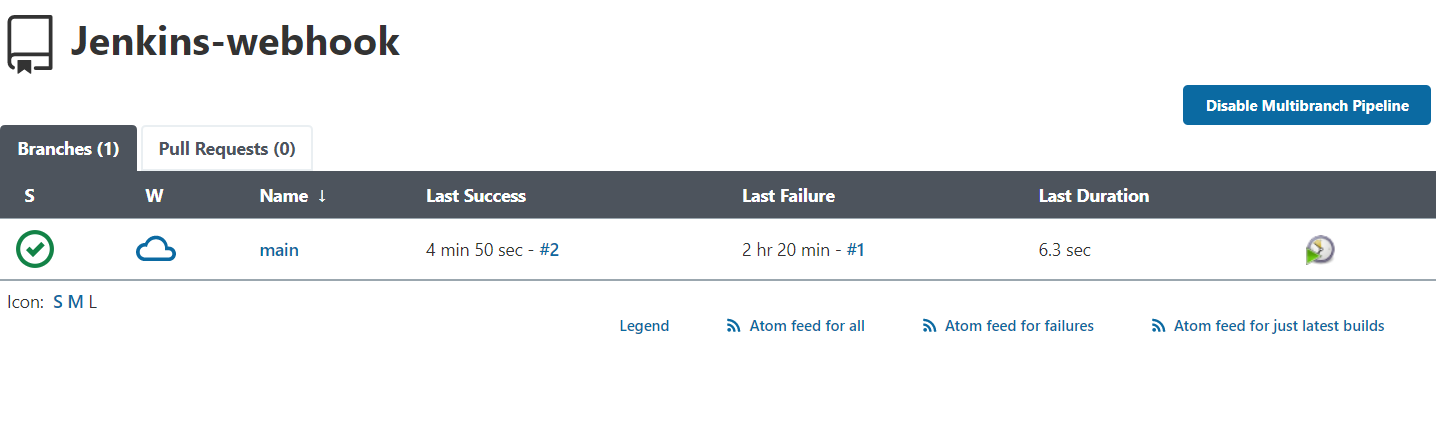 Jenkins-webhook
Disable Multibranch Pipeline
Branches (1) Pull Requests (0)
S W Name ↓ Last Success Last Failure Last Duration
main 4 min 50 sec - #2 2 hr 20 min - #1 6.3 sec
Icon: S M L
Legend Atom feed for all Atom feed for failures Atom feed for just latest builds